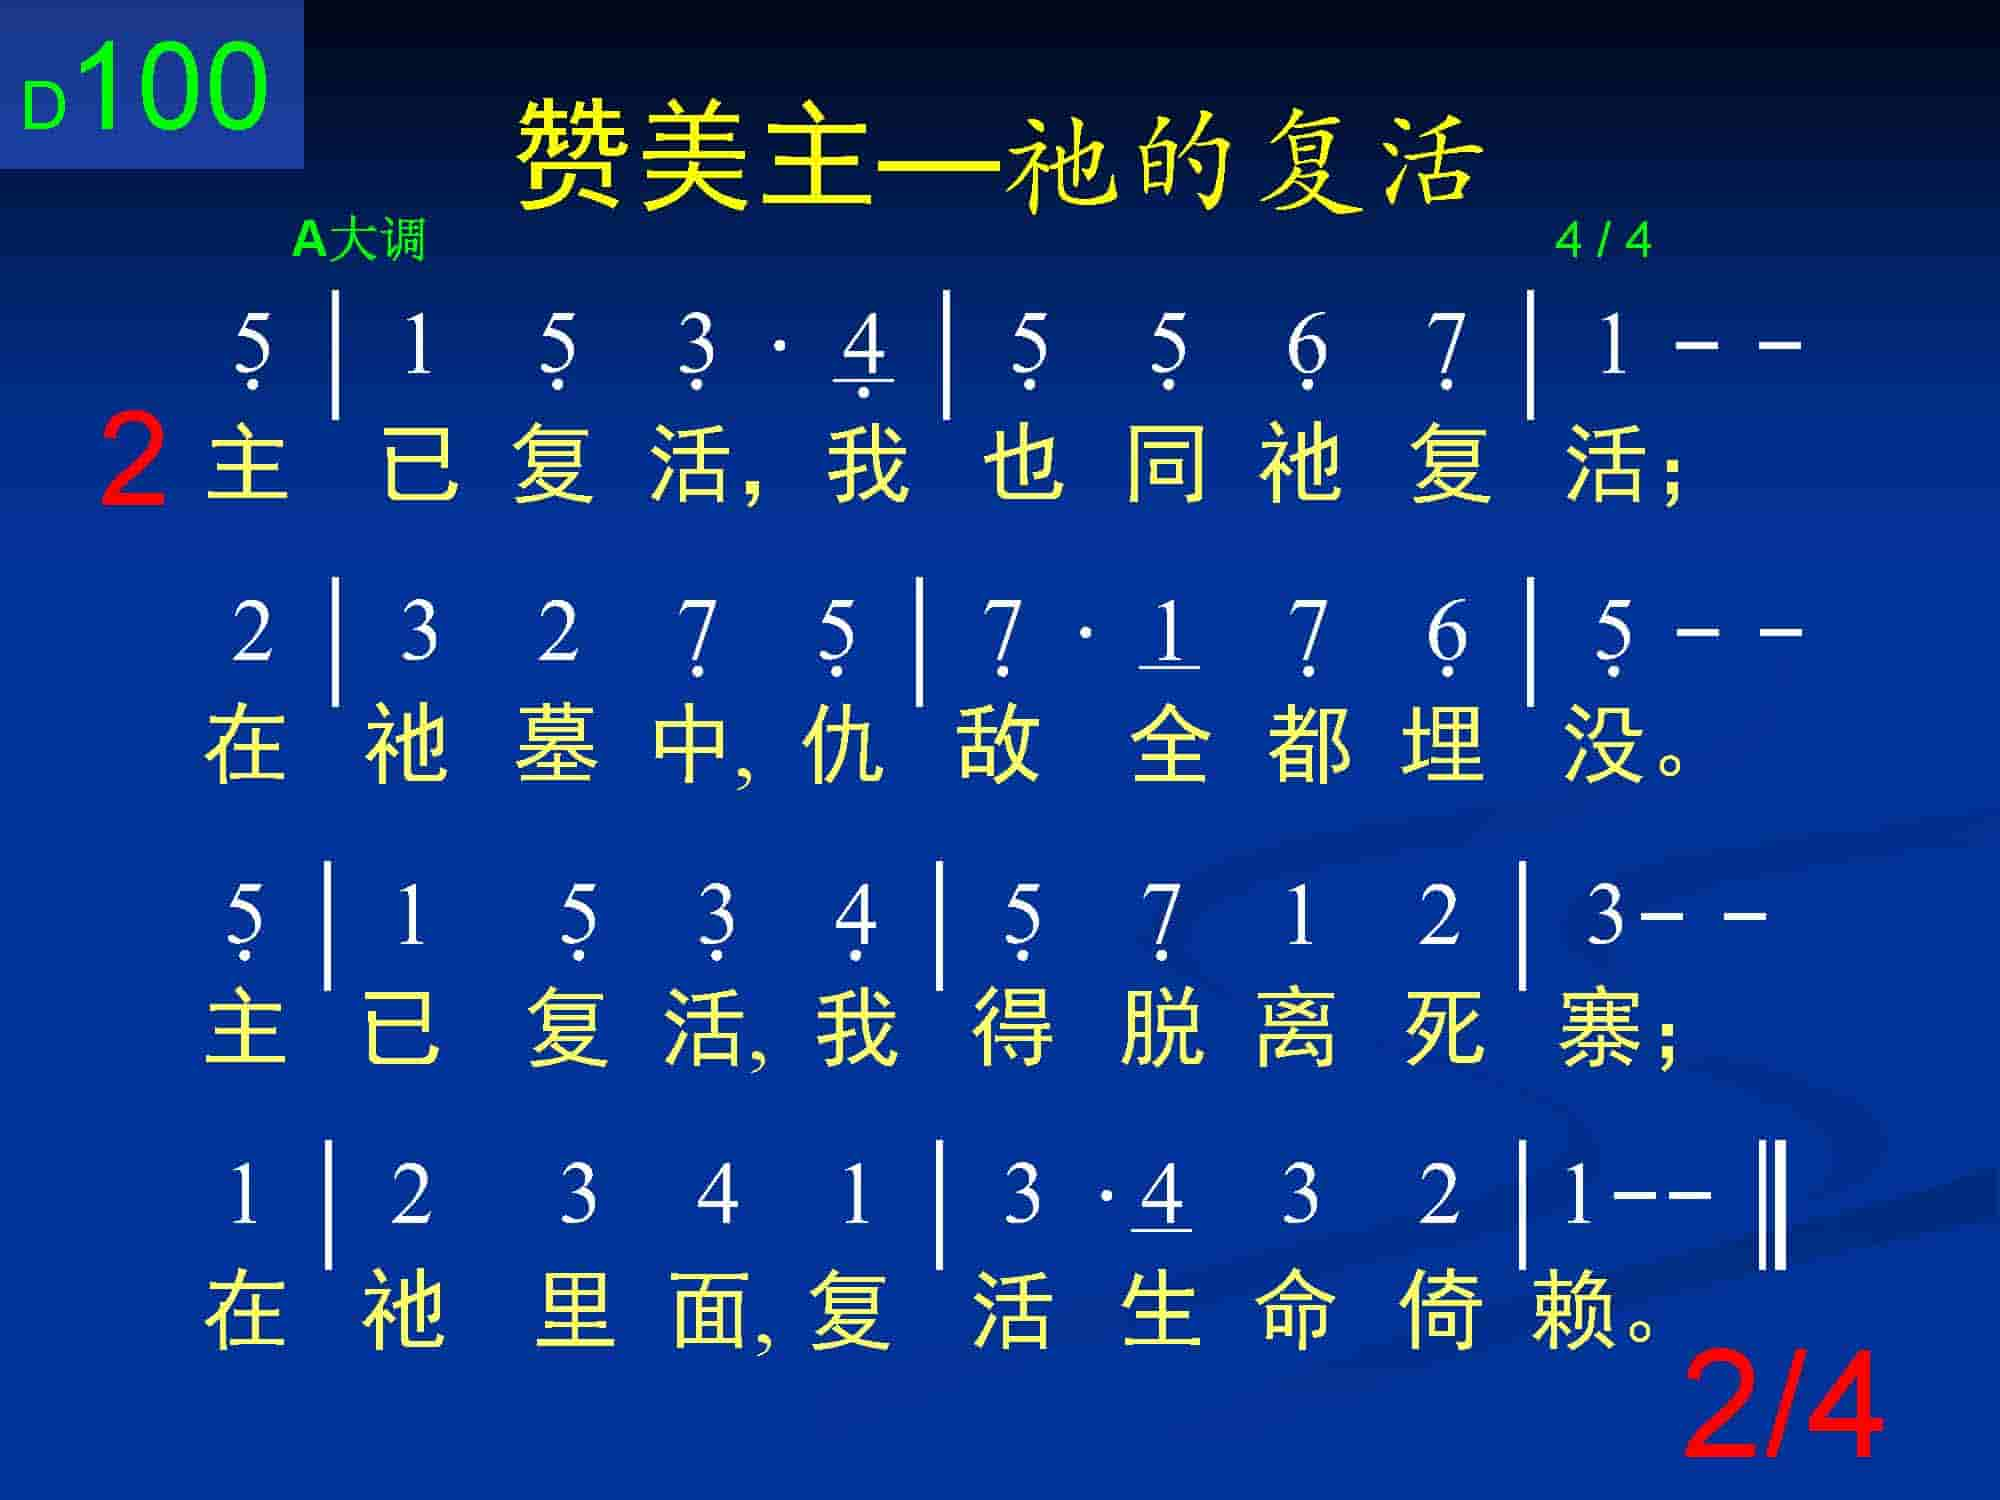 D100
赞美主—祂的复活
A大调 4 / 4
5̣ | 1 5̣ 3̣ · 4̣ | 5̣ 5̣ 6̣ 7̣ | 1 – –
2 主 已 复 活， 我 也 同 祂 复 活；
2 | 3 2 7̣ 5̣ | 7̣ · 1 7̣ 6̣ | 5̣ – –
在 祂 墓 中, 仇 敌 全 都 埋 没。
5̣ | 1 5̣ 3̣ 4̣ | 5̣ 7̣ 1 2 | 3 – –
主 已 复 活, 我 得 脱 离 死 寨；
1 | 2 3 4 1 | 3 · 4 3 2 | 1 – – ‖
在 祂 里 面, 复 活 生 命 倚 赖。
2/4